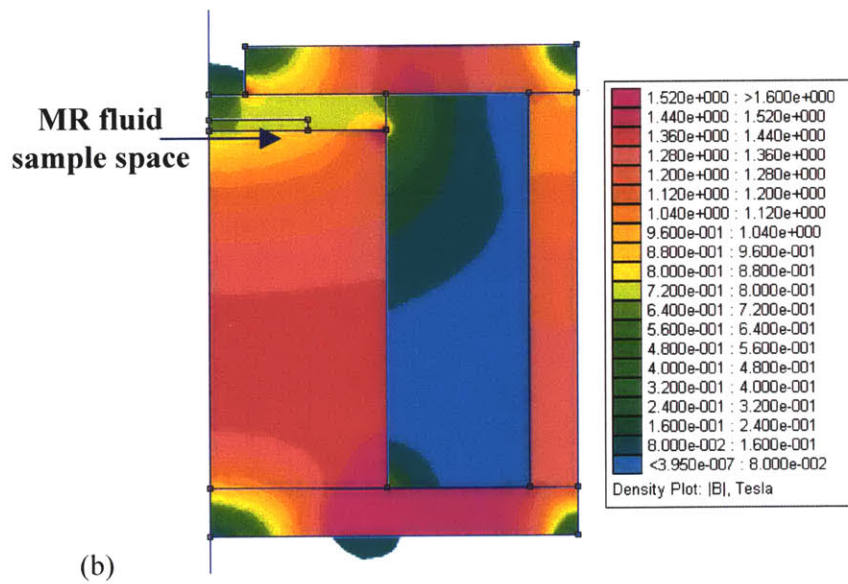 MR fluid
sample space
(b)
1.520e+000 : >1.600e+000
1.440e+000 : 1.520e+000
1.360e+000 : 1.440e+000
1.280e+000 : 1.360e+000
1.200e+000 : 1.280e+000
1.120e+000 : 1.200e+000
1.040e+000 : 1.120e+000
9.600e-001 : 1.040e+000
8.800e-001 : 9.600e-001
8.000e-001 : 8.800e-001
7.200e-001 : 8.000e-001
6.400e-001 : 7.200e-001
5.600e-001 : 6.400e-001
4.800e-001 : 5.600e-001
4.000e-001 : 4.800e-001
3.200e-001 : 4.000e-001
2.400e-001 : 3.200e-001
1.600e-001 : 2.400e-001
8.000e-002 : 1.600e-001
<3.950e-007 : 8.000e-002
Density Plot: |B|, Tesla